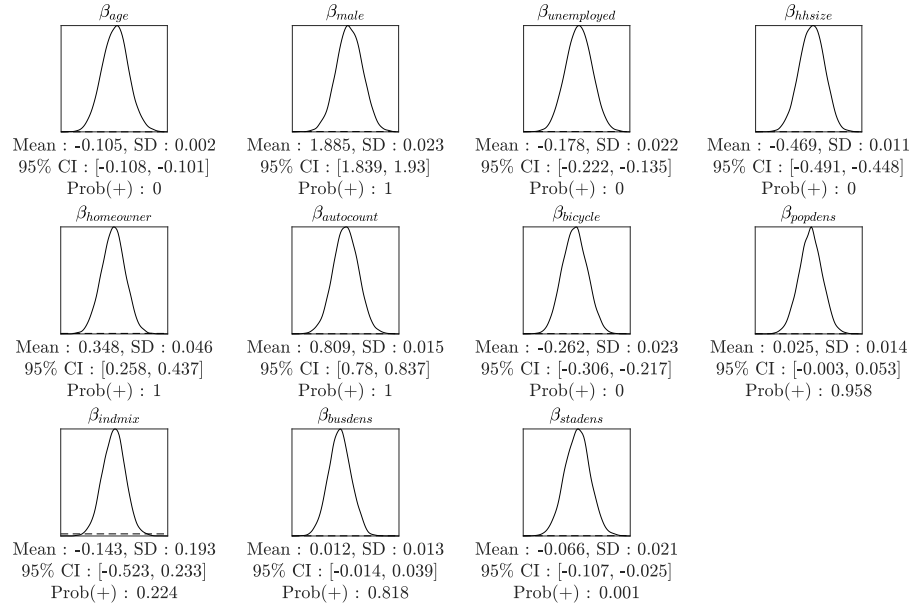 β_age β_male β_unemployed β_hhsize
Mean : -0.105, SD : 0.002 Mean : 1.885, SD : 0.023 Mean : -0.178, SD : 0.022 Mean : -0.469, SD : 0.011
95% CI : [-0.108, -0.101] 95% CI : [1.839, 1.93] 95% CI : [-0.222, -0.135] 95% CI : [-0.491, -0.448]
Prob(+) : 0 Prob(+) : 1 Prob(+) : 0 Prob(+) : 0
β_homeowner β_autocount β_bicycle β_popdens
Mean : 0.348, SD : 0.046 Mean : 0.809, SD : 0.015 Mean : -0.262, SD : 0.023 Mean : 0.025, SD : 0.014
95% CI : [0.258, 0.437] 95% CI : [0.78, 0.837] 95% CI : [-0.306, -0.217] 95% CI : [-0.003, 0.053]
Prob(+) : 1 Prob(+) : 1 Prob(+) : 0 Prob(+) : 0.958
β_indmix β_busdens β_stadens
Mean : -0.143, SD : 0.193 Mean : 0.012, SD : 0.013 Mean : -0.066, SD : 0.021
95% CI : [-0.523, 0.233] 95% CI : [-0.014, 0.039] 95% CI : [-0.107, -0.025]
Prob(+) : 0.224 Prob(+) : 0.818 Prob(+) : 0.001